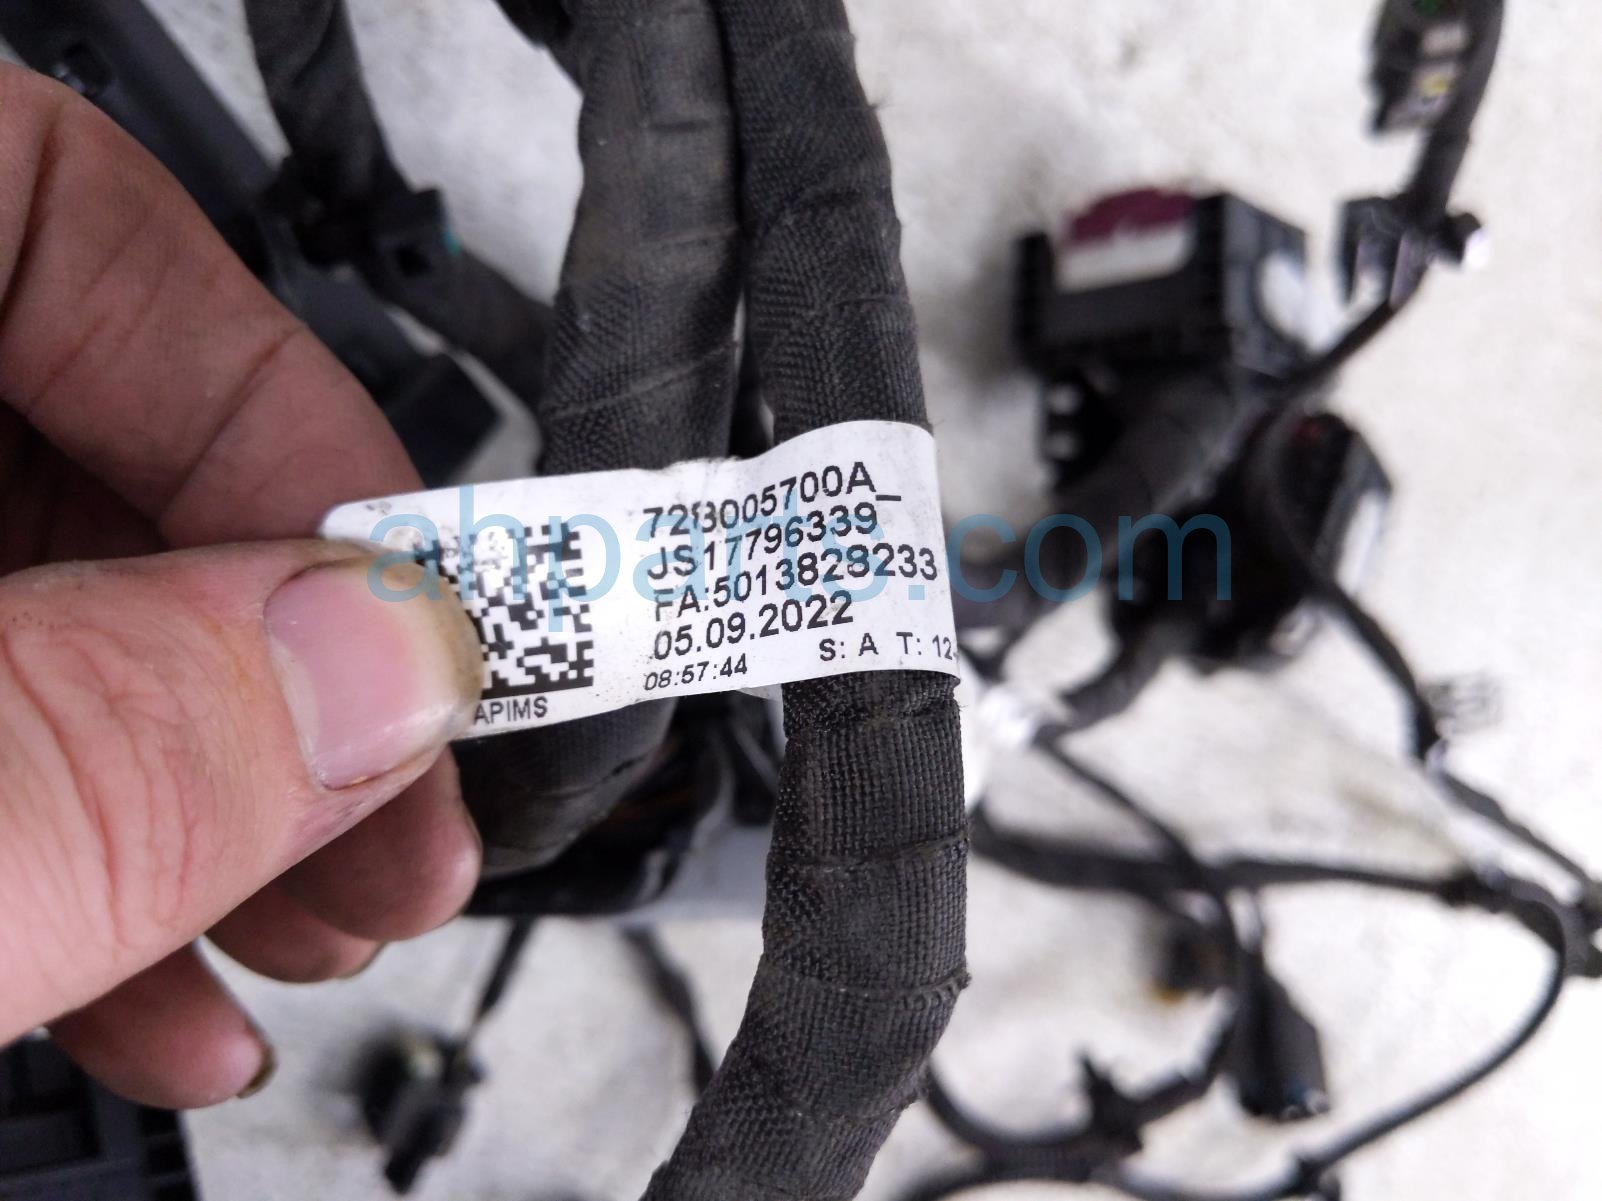 728005700A_
JS17796339
FA:5013828233
05.09.2022
08:57:44 S: A T: 12-
APIMS
ahparts.com